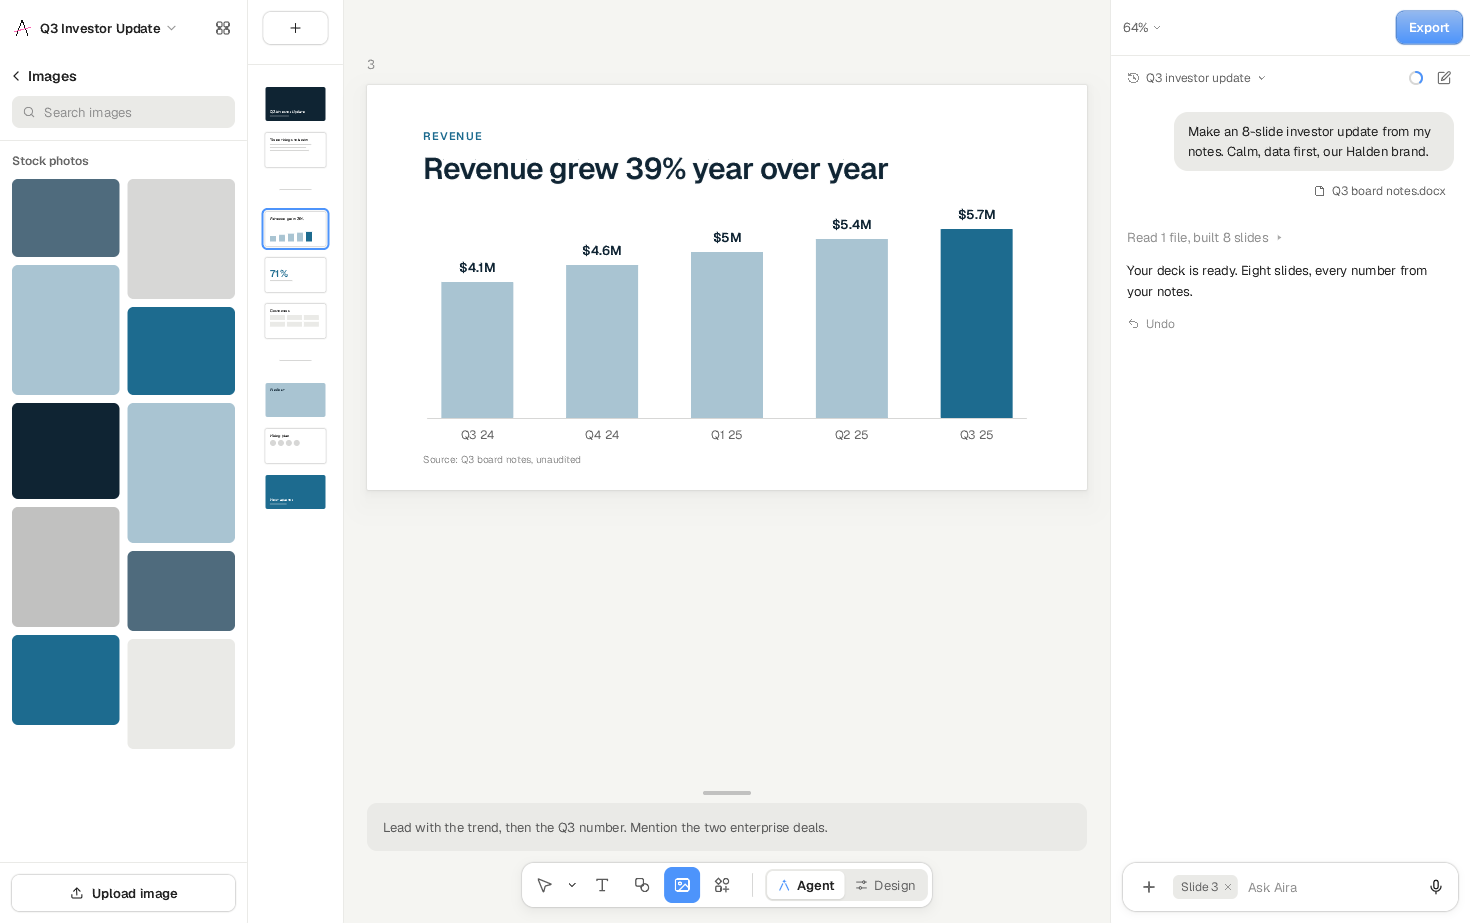 Q3 Investor Update
Images
Search images
Stock photos
Upload image
71%
3
REVENUE
Revenue grew 39% year over year
$4.1M
$4.6M
$5M
$5.4M
$5.7M
Q3 24
Q4 24
Q1 25
Q2 25
Q3 25
Source: Q3 board notes, unaudited
Lead with the trend, then the Q3 number. Mention the two enterprise deals.
Agent
Design
64%
Export
Q3 investor update
Make an 8-slide investor update from my
notes. Calm, data first, our Halden brand.
Q3 board notes.docx
Read 1 file, built 8 slides
Your deck is ready. Eight slides, every number from
your notes.
Undo
Slide 3
Ask Aira